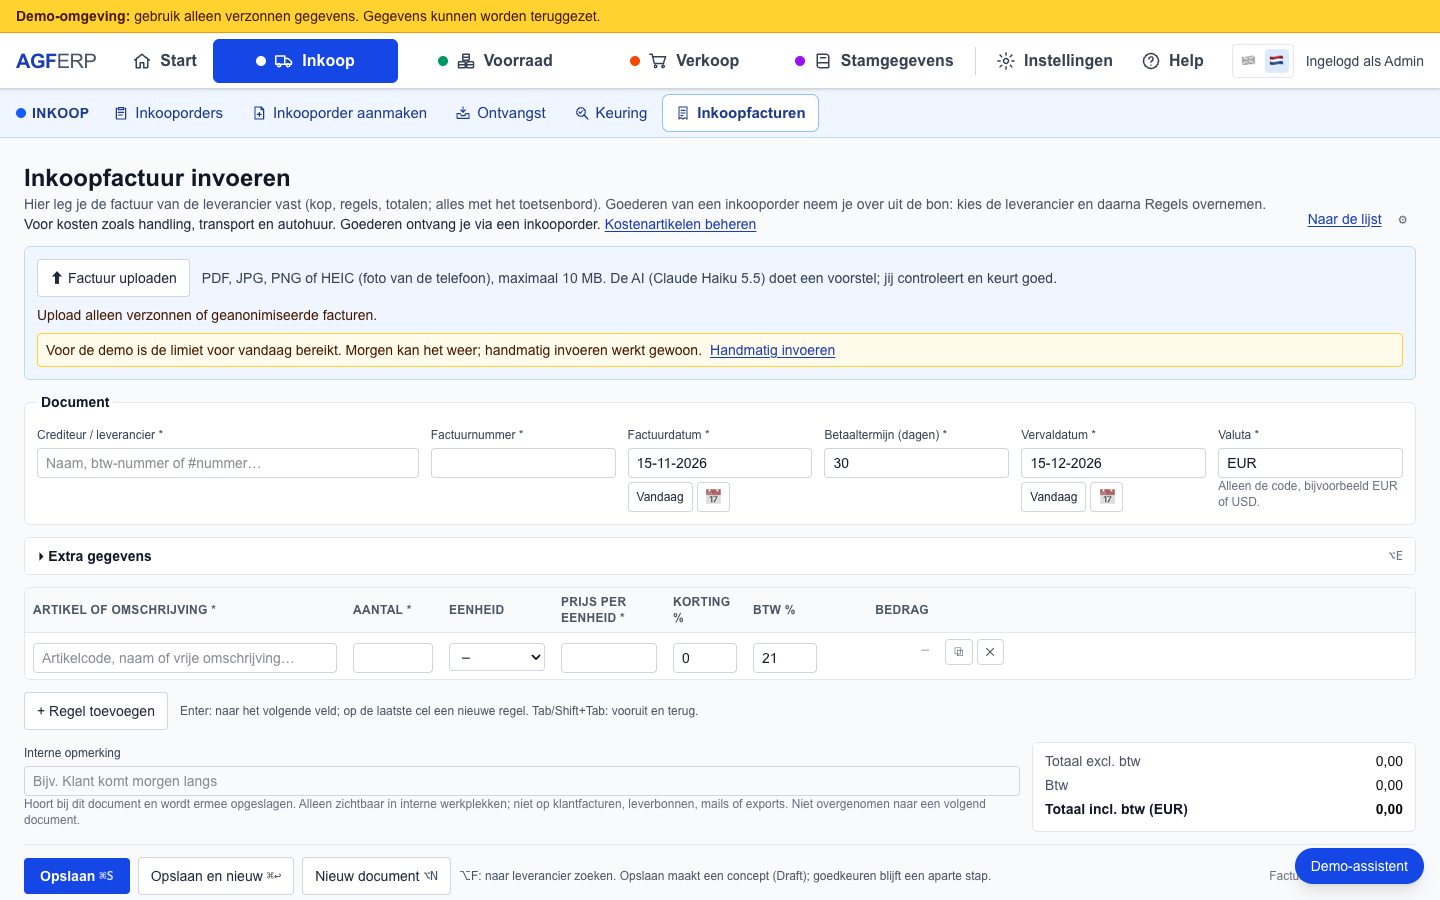 Demo-omgeving: gebruik alleen verzonnen gegevens. Gegevens kunnen worden teruggezet.
AGFERP
Start
Inkoop
Voorraad
Verkoop
Stamgegevens
Instellingen
Help
Ingelogd als Admin
INKOOP
Inkooporders
Inkooporder aanmaken
Ontvangst
Keuring
Inkoopfacturen
Inkoopfactuur invoeren
Hier leg je de factuur van de leverancier vast (kop, regels, totalen; alles met het toetsenbord). Goederen van een inkooporder neem je over uit de bon: kies de leverancier en daarna Regels overnemen.
Voor kosten zoals handling, transport en autohuur. Goederen ontvang je via een inkooporder. Kostenartikelen beheren
Naar de lijst
Factuur uploaden
PDF, JPG, PNG of HEIC (foto van de telefoon), maximaal 10 MB. De AI (Claude Haiku 5.5) doet een voorstel; jij controleert en keurt goed.
Upload alleen verzonnen of geanonimiseerde facturen.
Voor de demo is de limiet voor vandaag bereikt. Morgen kan het weer; handmatig invoeren werkt gewoon. Handmatig invoeren
Document
Crediteur / leverancier * Factuurnummer * Factuurdatum * Betaaltermijn (dagen) * Vervaldatum * Valuta *
Naam, btw-nummer of #nummer… 15-11-2026 30 15-12-2026 EUR
Vandaag Vandaag Alleen de code, bijvoorbeeld EUR
of USD.
Extra gegevens ⌥E
ARTIKEL OF OMSCHRIJVING * AANTAL * EENHEID PRIJS PER EENHEID * KORTING % BTW % BEDRAG
Artikelcode, naam of vrije omschrijving… – 0 21 –
+ Regel toevoegen
Enter: naar het volgende veld; op de laatste cel een nieuwe regel. Tab/Shift+Tab: vooruit en terug.
Interne opmerking
Bijv. Klant komt morgen langs
Hoort bij dit document en wordt ermee opgeslagen. Alleen zichtbaar in interne werkplekken; niet op klantfacturen, leverbonnen, mails of exports. Niet overgenomen naar een volgend
document.
Totaal excl. btw 0,00
Btw 0,00
Totaal incl. btw (EUR) 0,00
Opslaan ⌘S
Opslaan en nieuw ⌘↩
Nieuw document ⌥N
⌥F: naar leverancier zoeken. Opslaan maakt een concept (Draft); goedkeuren blijft een aparte stap.
Demo-assistent